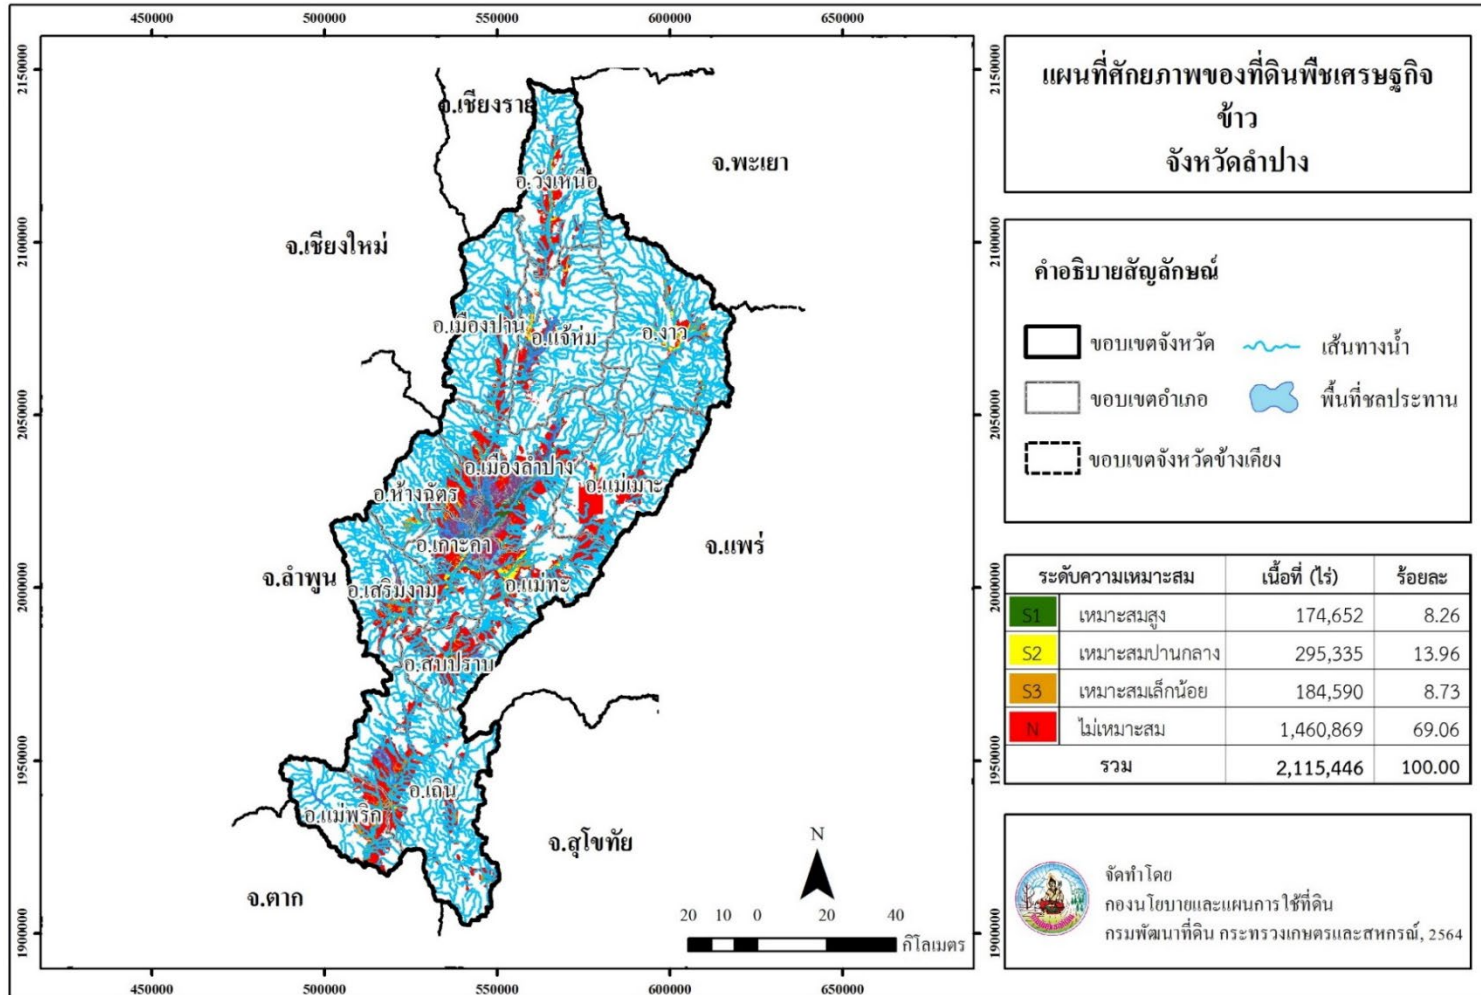 450000 500000 550000 600000 650000
แผนที่ศักยภาพของที่ดินพืชเศรษฐกิจ
ข้าว
จังหวัดลำปาง
2150000 2150000
2100000 2100000
2050000 2050000
2000000 2000000
1950000 1950000
1900000 1900000
จ.เชียงราย
จ.พะเยา
อ.วังเหนือ
จ.เชียงใหม่
อ.เมืองปาน
อ.แจ้ห่ม
อ.งาว
อ.เมืองลำปาง
อ.ห้างฉัตร
อ.แม่เมาะ
อ.เกาะคา
จ.แพร่
จ.ลำพูน
อ.เสริมงาม
อ.แม่ทะ
อ.สบปราบ
อ.เถิน
อ.แม่พริก
จ.สุโขทัย
จ.ตาก
N
20 10 0 20 40
กิโลเมตร
คำอธิบายสัญลักษณ์
ขอบเขตจังหวัด เส้นทางน้ำ
ขอบเขตอำเภอ พื้นที่ชลประทาน
ขอบเขตจังหวัดข้างเคียง
ระดับความเหมาะสม เนื้อที่ (ไร่) ร้อยละ
S1 เหมาะสมสูง 174,652 8.26
S2 เหมาะสมปานกลาง 295,335 13.96
S3 เหมาะสมเล็กน้อย 184,590 8.73
N ไม่เหมาะสม 1,460,869 69.06
รวม 2,115,446 100.00
จัดทำโดย
กองนโยบายและแผนการใช้ที่ดิน
กรมพัฒนาที่ดิน กระทรวงเกษตรและสหกรณ์, 2564
450000 500000 550000 600000 650000